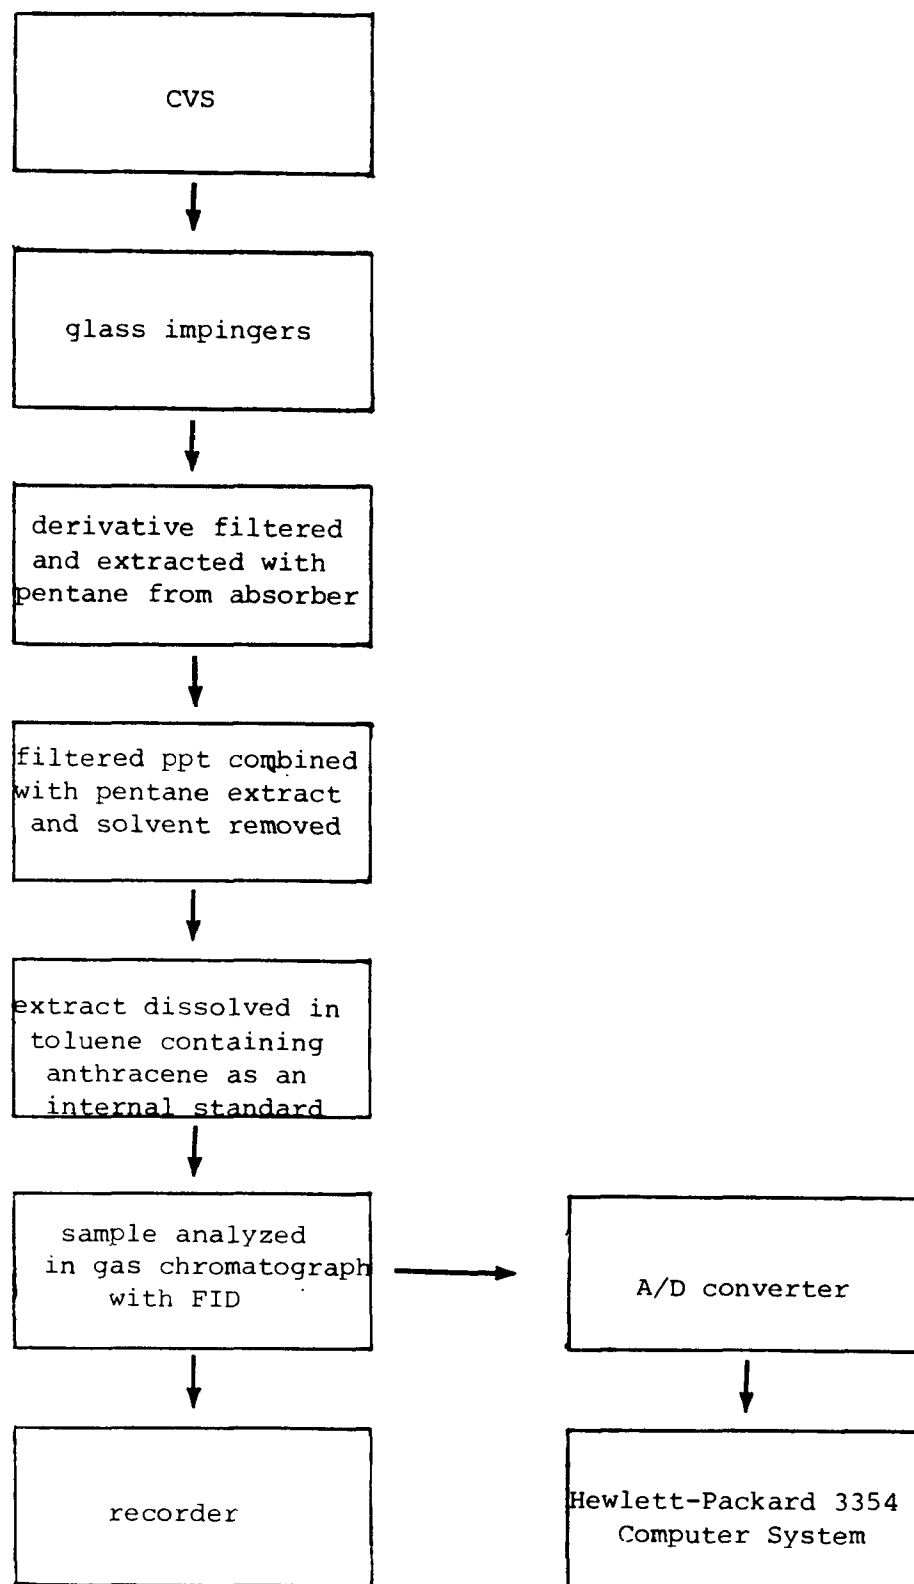 CVS
glass impingers
derivative filtered
and extracted with
pentane from absorber
filtered ppt combined
with pentane extract
and solvent removed
extract dissolved in
toluene containing
anthracene as an
internal standard
sample analyzed
in gas chromatograph
with FID
A/D converter
recorder
Hewlett-Packard 3354
Computer System